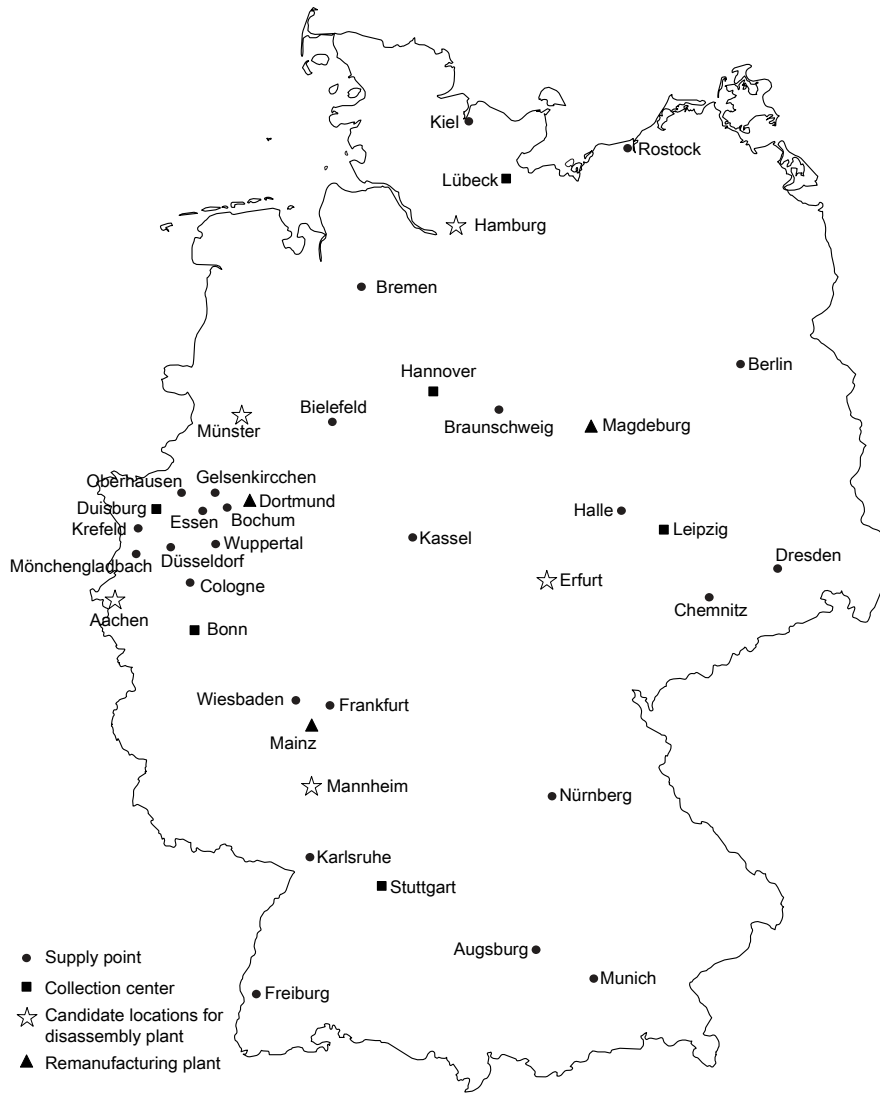 Kiel
Rostock
Lübeck
Hamburg
Bremen
Berlin
Hannover
Bielefeld
Braunschweig
Magdeburg
Münster
Oberhausen
Gelsenkirchen
Duisburg
Dortmund
Essen
Bochum
Halle
Krefeld
Leipzig
Kassel
Wuppertal
Mönchengladbach
Düsseldorf
Dresden
Cologne
Erfurt
Aachen
Chemnitz
Bonn
Wiesbaden
Frankfurt
Mainz
Mannheim
Nürnberg
Karlsruhe
Stuttgart
Augsburg
Munich
Freiburg
Supply point
Collection center
Candidate locations for
disassembly plant
Remanufacturing plant